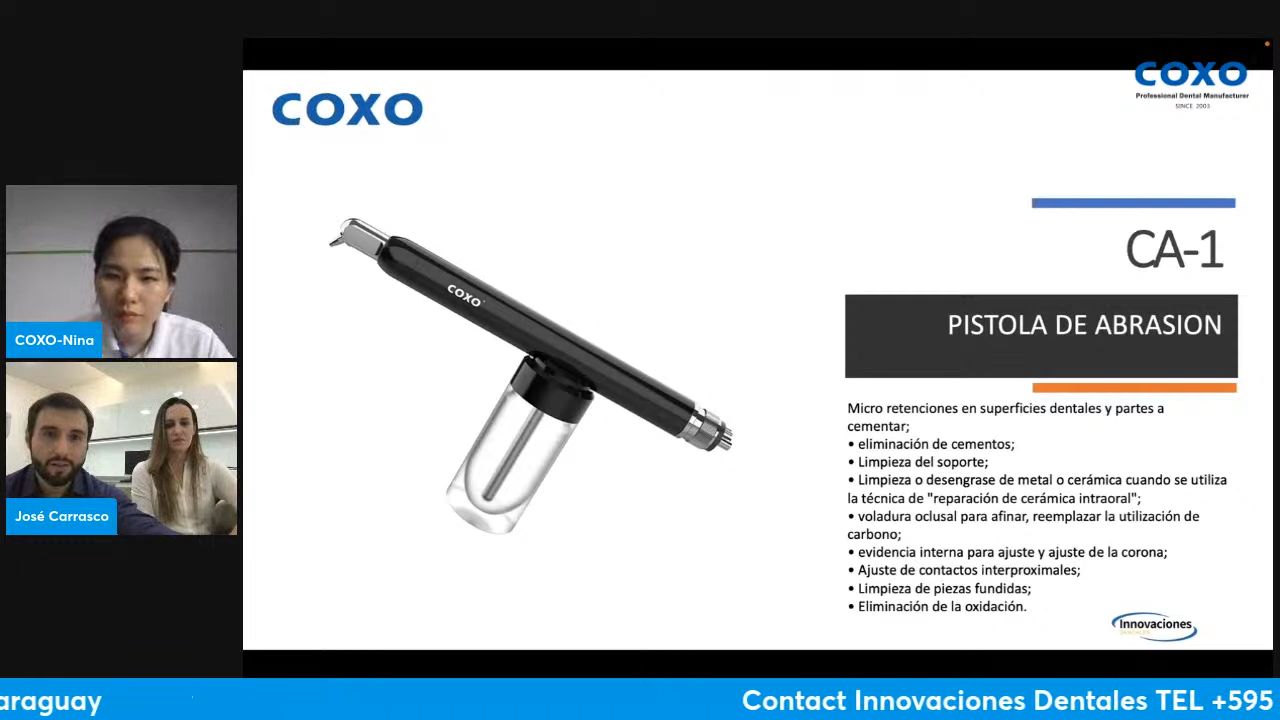 COXO
COXO
Professional Dental Manufacturer
SINCE 2003
COXO
CA-1
PISTOLA DE ABRASION
Micro retenciones en superficies dentales y partes a
cementar;
• eliminación de cementos;
• Limpieza del soporte;
• Limpieza o desengrase de metal o cerámica cuando se utiliza
la técnica de "reparación de cerámica intraoral";
• voladura oclusal para afinar, reemplazar la utilización de
carbono;
• evidencia interna para ajuste y ajuste de la corona;
• Ajuste de contactos interproximales;
• Limpieza de piezas fundidas;
• Eliminación de la oxidación.
Innovaciones
DENTALES
COXO-Nina
José Carrasco
araguay
Contact Innovaciones Dentales TEL +595